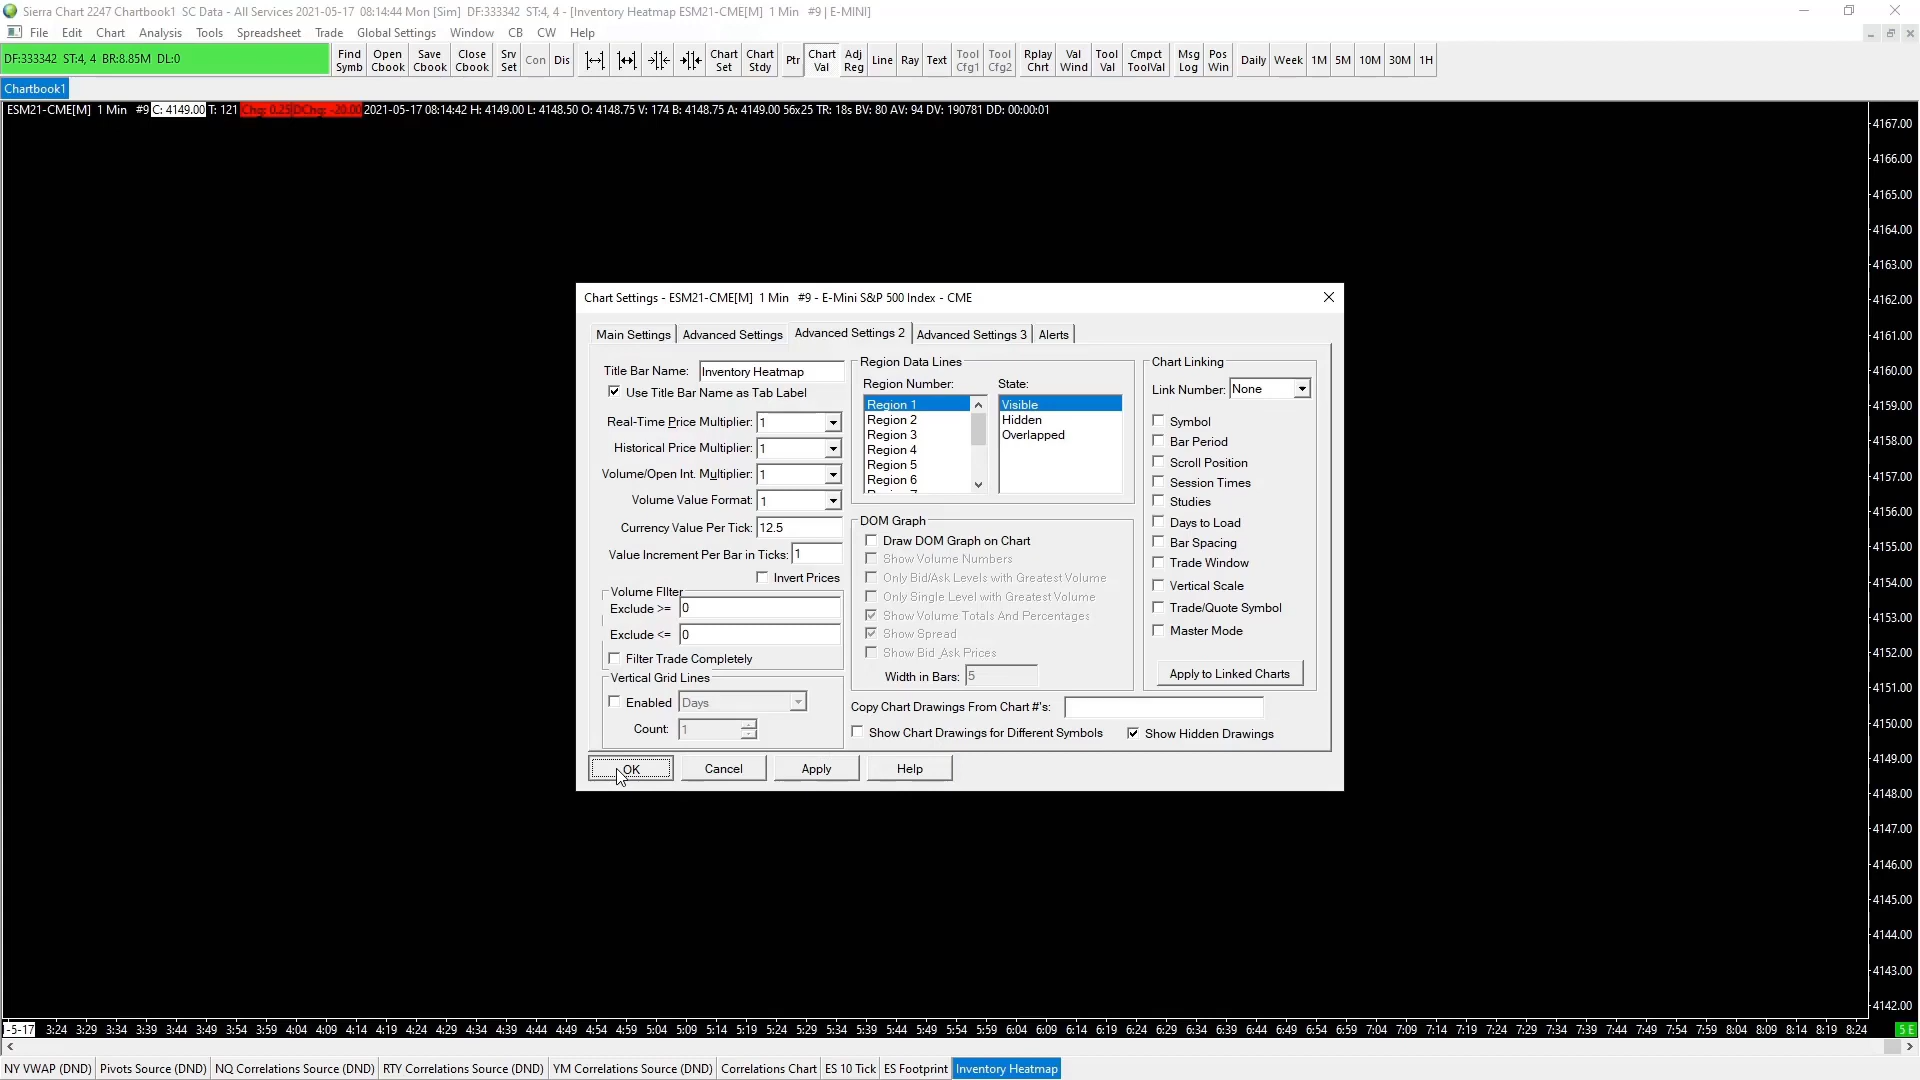 Sierra Chart 2247 Chartbook1  SC Data - All Services 2021-05-17  08:14:44 Mon [Sim]  DF:333342  ST:4, 4 - [Inventory Heatmap ESM21-CME[M]  1 Min   #9 | E-MINI]
File Edit Chart Analysis Tools Spreadsheet Trade Global Settings Window CB CW Help
DF:333342  ST:4, 4  BR:8.85M  DL:0
Find Symb Open Cbook Save Cbook Close Cbook Srv Set Con Dis Chart Set Chart Stdy Ptr Chart Val Adj Reg Line Ray Text Tool Cfg1 Tool Cfg2 Rplay Chrt Val Wind Tool Val Cmpct ToolVal Msg Log Pos Win Daily Week 1M 5M 10M 30M 1H
Chartbook1
ESM21-CME[M]  1 Min   #9 C: 4149.00 T: 121 Chg: 0.25 DChg: -20.00 2021-05-17 08:14:42 H: 4149.00 L: 4148.50 O: 4148.75 V: 174 B: 4148.75 A: 4149.00 56x25 TR: 18s BV: 80 AV: 94 DV: 190781 DD: 00:00:01
4167.00
4166.00
4165.00
4164.00
4163.00
4162.00
4161.00
4160.00
4159.00
4158.00
4157.00
4156.00
4155.00
4154.00
4153.00
4152.00
4151.00
4150.00
4149.00
4148.00
4147.00
4146.00
4145.00
4144.00
4143.00
4142.00
Chart Settings - ESM21-CME[M]  1 Min   #9 - E-Mini S&P 500 Index - CME
Main Settings Advanced Settings Advanced Settings 2 Advanced Settings 3 Alerts
Title Bar Name: Inventory Heatmap
Use Title Bar Name as Tab Label
Real-Time Price Multiplier: 1
Historical Price Multiplier: 1
Volume/Open Int. Multiplier: 1
Volume Value Format: 1
Currency Value Per Tick: 12.5
Value Increment Per Bar in Ticks: 1
Invert Prices
Volume FIlter
Exclude >= 0
Exclude <= 0
Filter Trade Completely
Vertical Grid Lines
Enabled Days
Count: 1
Region Data Lines
Region Number: State:
Region 1 Visible
Region 2 Hidden
Region 3 Overlapped
Region 4
Region 5
Region 6
DOM Graph
Draw DOM Graph on Chart
Show Volume Numbers
Only Bid/Ask Levels with Greatest Volume
Only Single Level with Greatest Volume
Show Volume Totals And Percentages
Show Spread
Show Bid Ask Prices
Width in Bars: 5
Copy Chart Drawings From Chart #'s:
Show Chart Drawings for Different Symbols Show Hidden Drawings
Chart Linking
Link Number: None
Symbol
Bar Period
Scroll Position
Session Times
Studies
Days to Load
Bar Spacing
Trade Window
Vertical Scale
Trade/Quote Symbol
Master Mode
Apply to Linked Charts
OK Cancel Apply Help
-5-17 3:24 3:29 3:34 3:39 3:44 3:49 3:54 3:59 4:04 4:09 4:14 4:19 4:24 4:29 4:34 4:39 4:44 4:49 4:54 4:59 5:04 5:09 5:14 5:19 5:24 5:29 5:34 5:39 5:44 5:49 5:54 5:59 6:04 6:09 6:14 6:19 6:24 6:29 6:34 6:39 6:44 6:49 6:54 6:59 7:04 7:09 7:14 7:19 7:24 7:29 7:34 7:39 7:44 7:49 7:54 7:59 8:04 8:09 8:14 8:19 8:24 5 E
NY VWAP (DND) Pivots Source (DND) NQ Correlations Source (DND) RTY Correlations Source (DND) YM Correlations Source (DND) Correlations Chart ES 10 Tick ES Footprint Inventory Heatmap